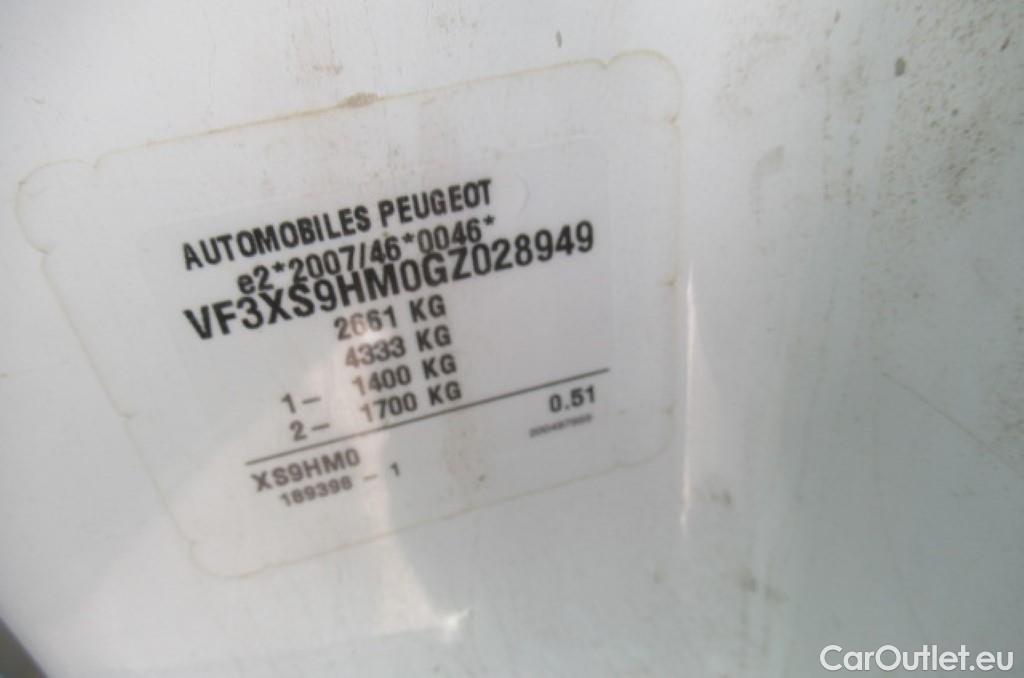 AUTOMOBILES PEUGEOT
e2*2007/46*0046*
VF3XS9HM0GZ028949
2661 KG
4333 KG
1- 1400 KG
2- 1700 KG
0.51
XS9HM0
189398 - 1
CarOutlet.eu